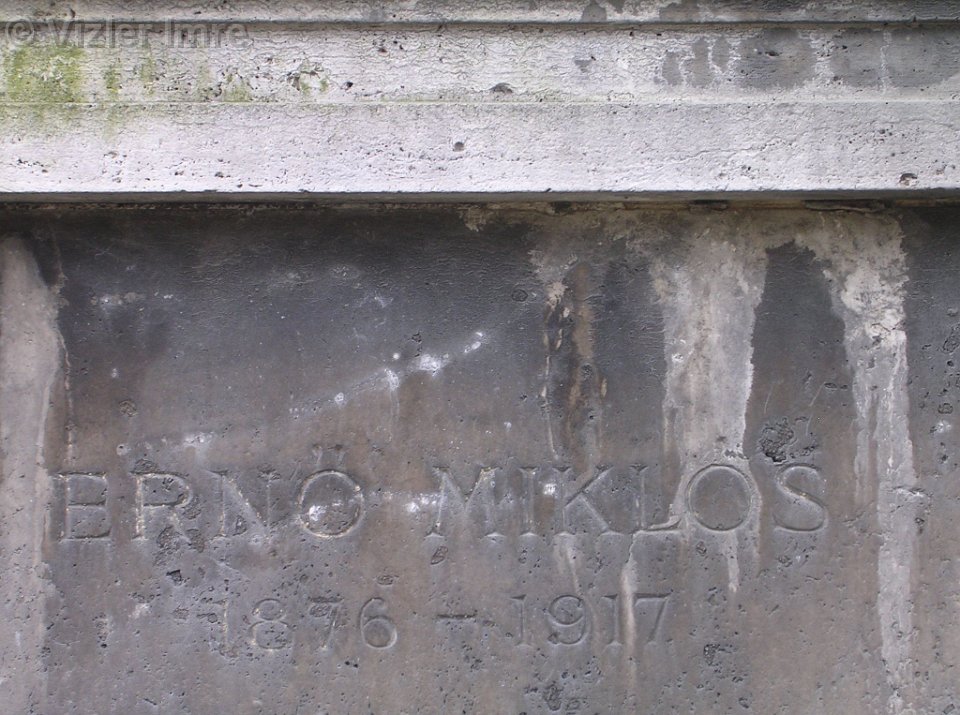 © Vizler Imre
ERNŐ MIKLÓS
1876 – 1917